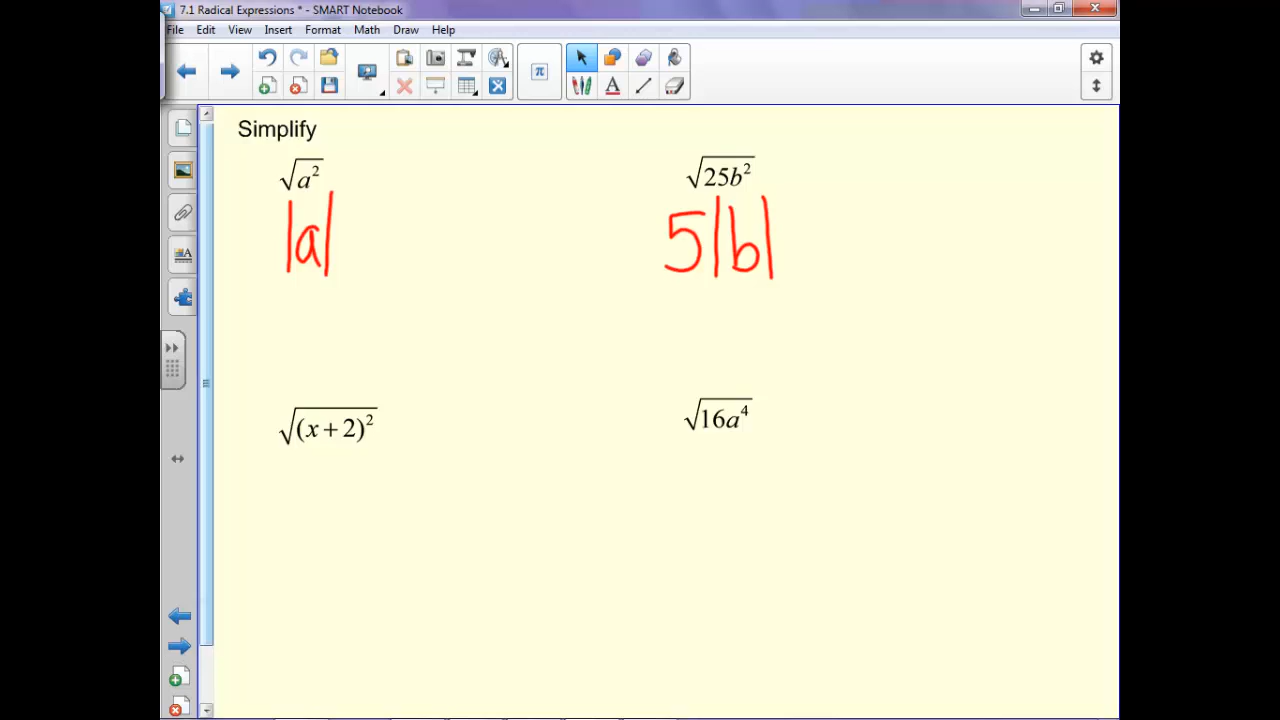 7.1 Radical Expressions * - SMART Notebook
File Edit View Insert Format Math Draw Help
π
A
A
Simplify
√a²
√25b²
|a|
5|b|
√(x + 2)²
√16a⁴